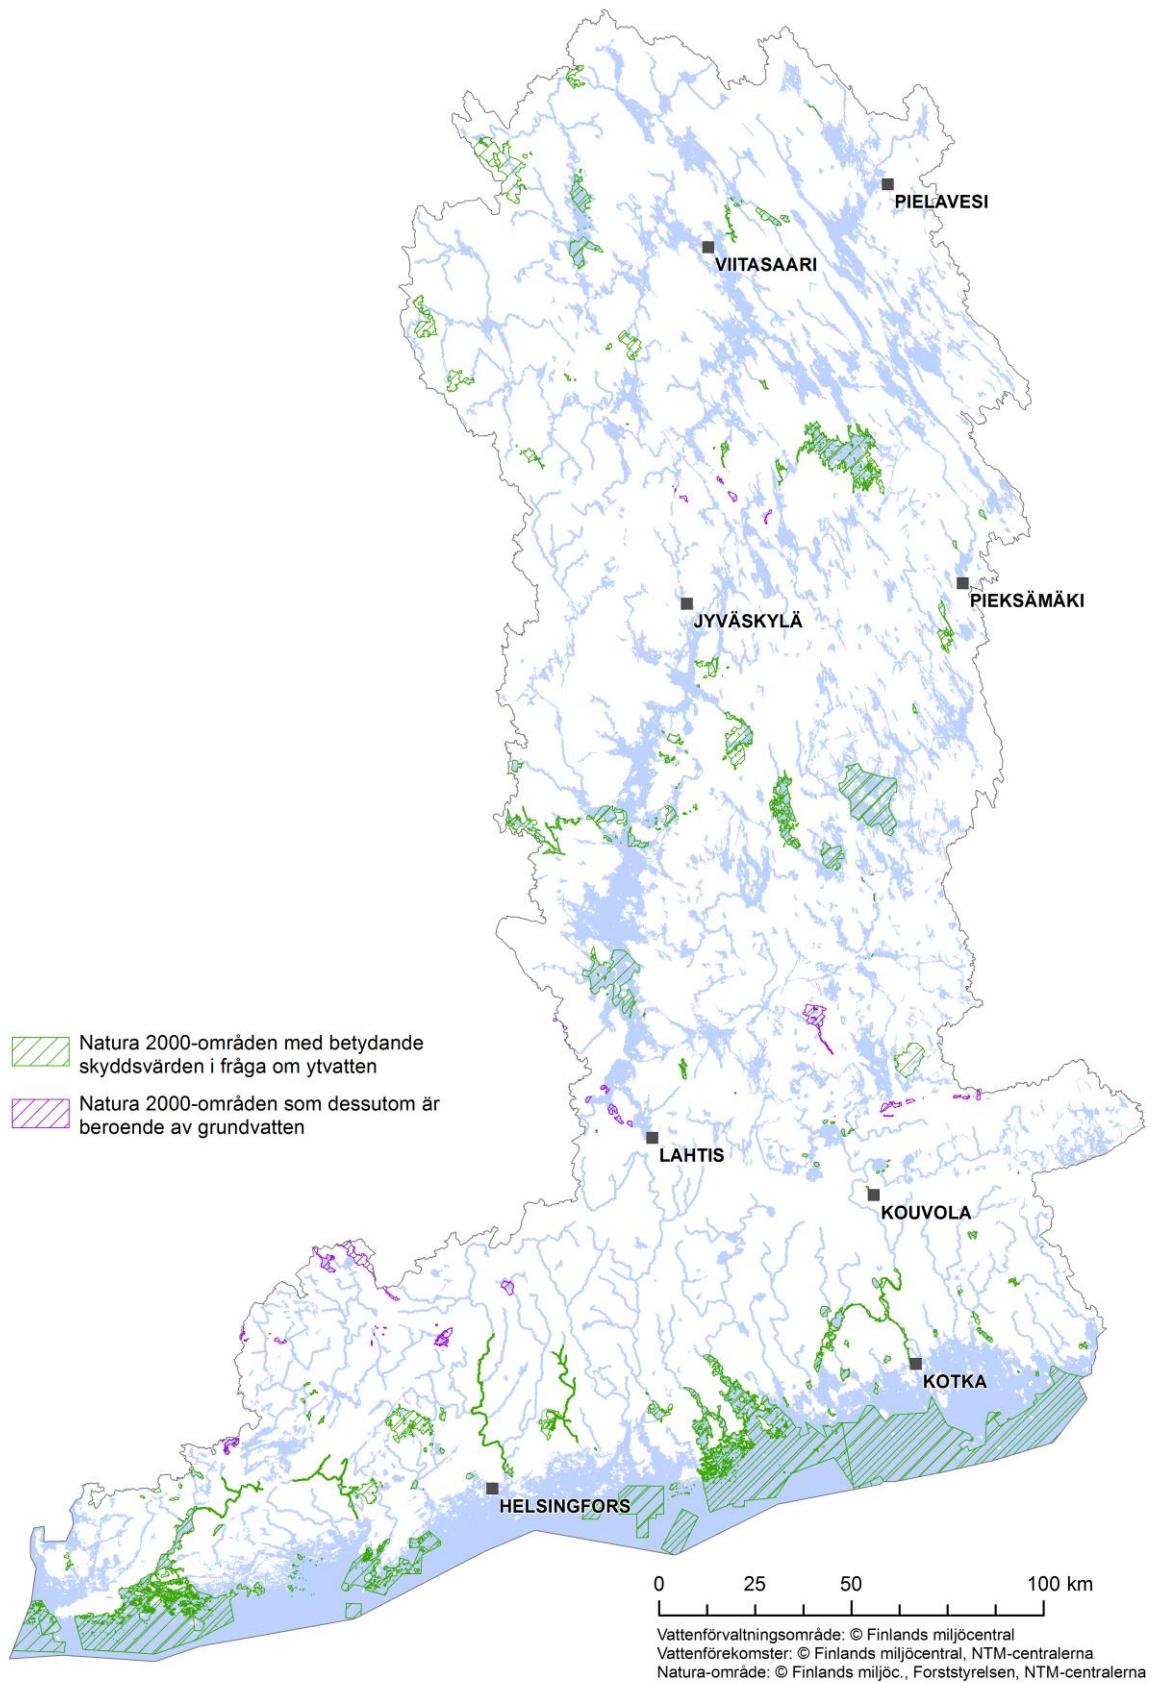 PIELAVESI
VIITASAARI
PIEKSÄMÄKI
JYVÄSKYLÄ
Natura 2000-områden med betydande
skyddsvärden i fråga om ytvatten
Natura 2000-områden som dessutom är
beroende av grundvatten
LAHTIS
KOUVOLA
KOTKA
HELSINGFORS
0 25 50 100 km
Vattenförvaltningsområde: © Finlands miljöcentral
Vattenförekomster: © Finlands miljöcentral, NTM-centralerna
Natura-område: © Finlands miljöc., Forststyrelsen, NTM-centralerna